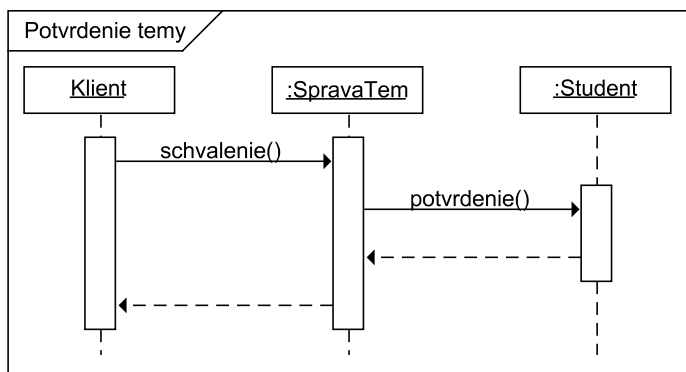 Potvrdenie temy
Klient
:SpravaTem
:Student
schvalenie()
potvrdenie()